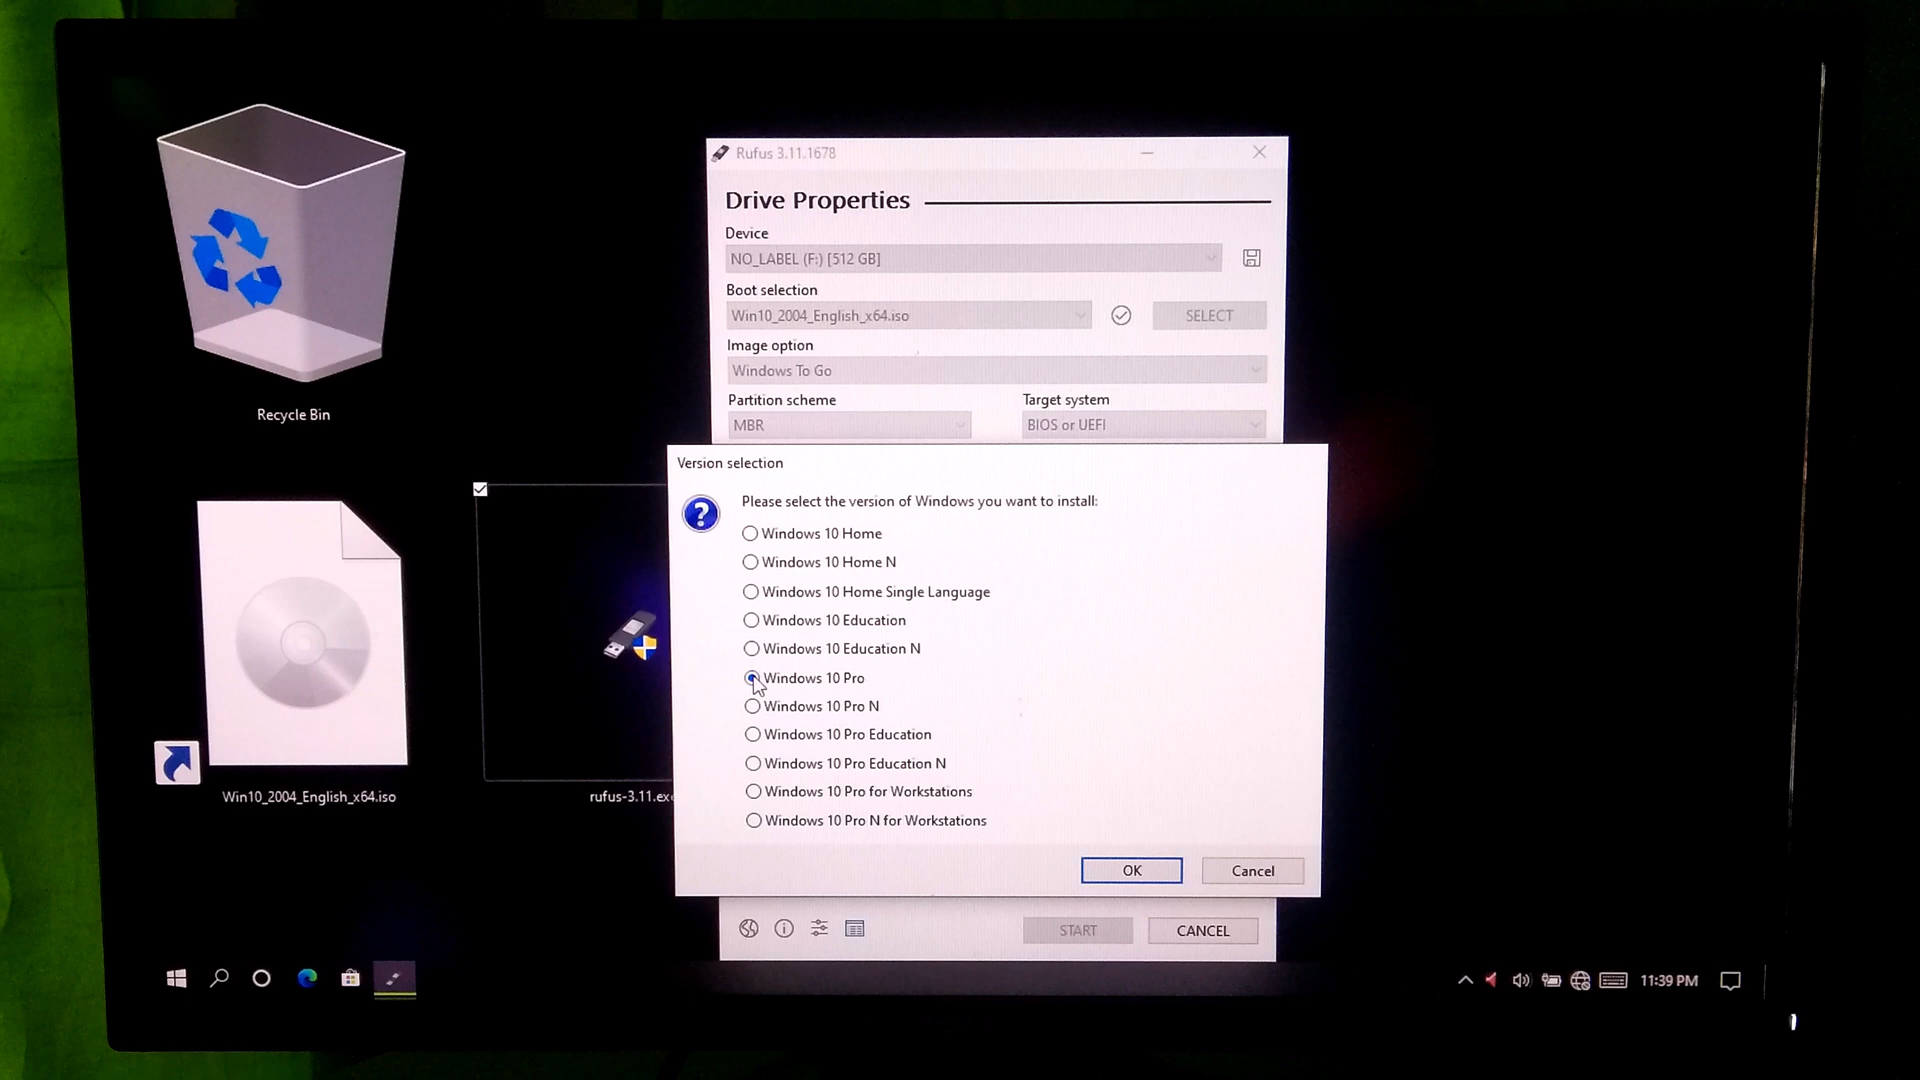 Recycle Bin
Win10_2004_English_x64.iso
rufus-3.11.exe
Rufus 3.11.1678
Drive Properties
Device
NO_LABEL (F:) [512 GB]
Boot selection
Win10_2004_English_x64.iso
SELECT
Image option
Windows To Go
Partition scheme
Target system
MBR
BIOS or UEFI
Version selection
Please select the version of Windows you want to install:
Windows 10 Home
Windows 10 Home N
Windows 10 Home Single Language
Windows 10 Education
Windows 10 Education N
Windows 10 Pro
Windows 10 Pro N
Windows 10 Pro Education
Windows 10 Pro Education N
Windows 10 Pro for Workstations
Windows 10 Pro N for Workstations
OK
Cancel
START
CANCEL
11:39 PM